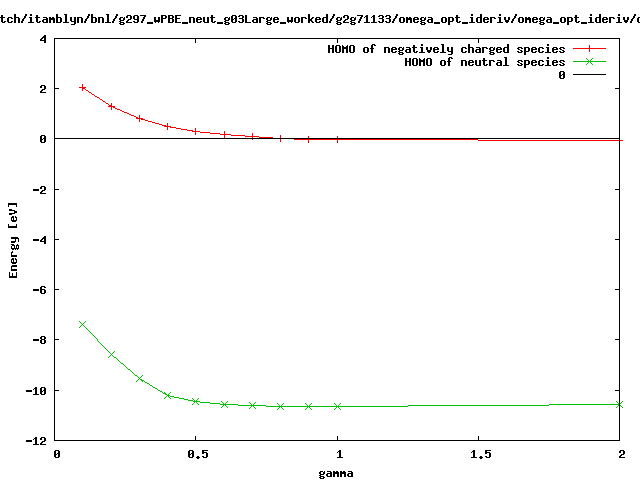 tch/itamblyn/bnl/g297_wPBE_neut_g03Large_worked/g2g71133/omega_opt_ideriv/omega_opt_ideriv/o
HOMO of negatively charged species
HOMO of neutral species
0
4
2
0
-2
-4
-6
-8
-10
-12
Energy [eV]
0 0.5 1 1.5 2
gamma